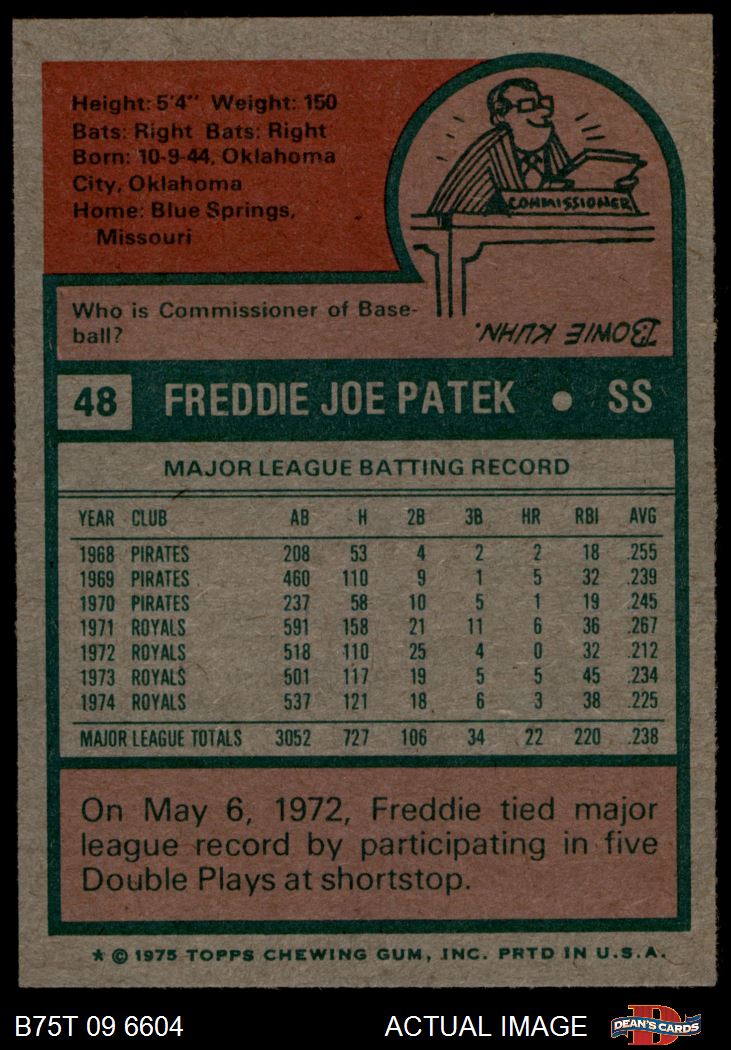 Height: 5'4" Weight: 150
Bats: Right Bats: Right
Born: 10-9-44, Oklahoma
City, Oklahoma
Home: Blue Springs,
Missouri
COMMISSIONER
Who is Commissioner of Base-
ball?
BOWIE KUHN.
48 FREDDIE JOE PATEK • SS
MAJOR LEAGUE BATTING RECORD
YEAR CLUB AB H 2B 3B HR RBI AVG
1968 PIRATES 208 53 4 2 2 18 .255
1969 PIRATES 460 110 9 1 5 32 .239
1970 PIRATES 237 58 10 5 1 19 .245
1971 ROYALS 591 158 21 11 6 36 .267
1972 ROYALS 518 110 25 4 0 32 .212
1973 ROYALS 501 117 19 5 5 45 .234
1974 ROYALS 537 121 18 6 3 38 .225
MAJOR LEAGUE TOTALS 3052 727 106 34 22 220 .238
On May 6, 1972, Freddie tied major
league record by participating in five
Double Plays at shortstop.
* © 1975 TOPPS CHEWING GUM, INC. PRTD IN U.S.A.
B75T 09 6604 ACTUAL IMAGE DEAN'S CARDS